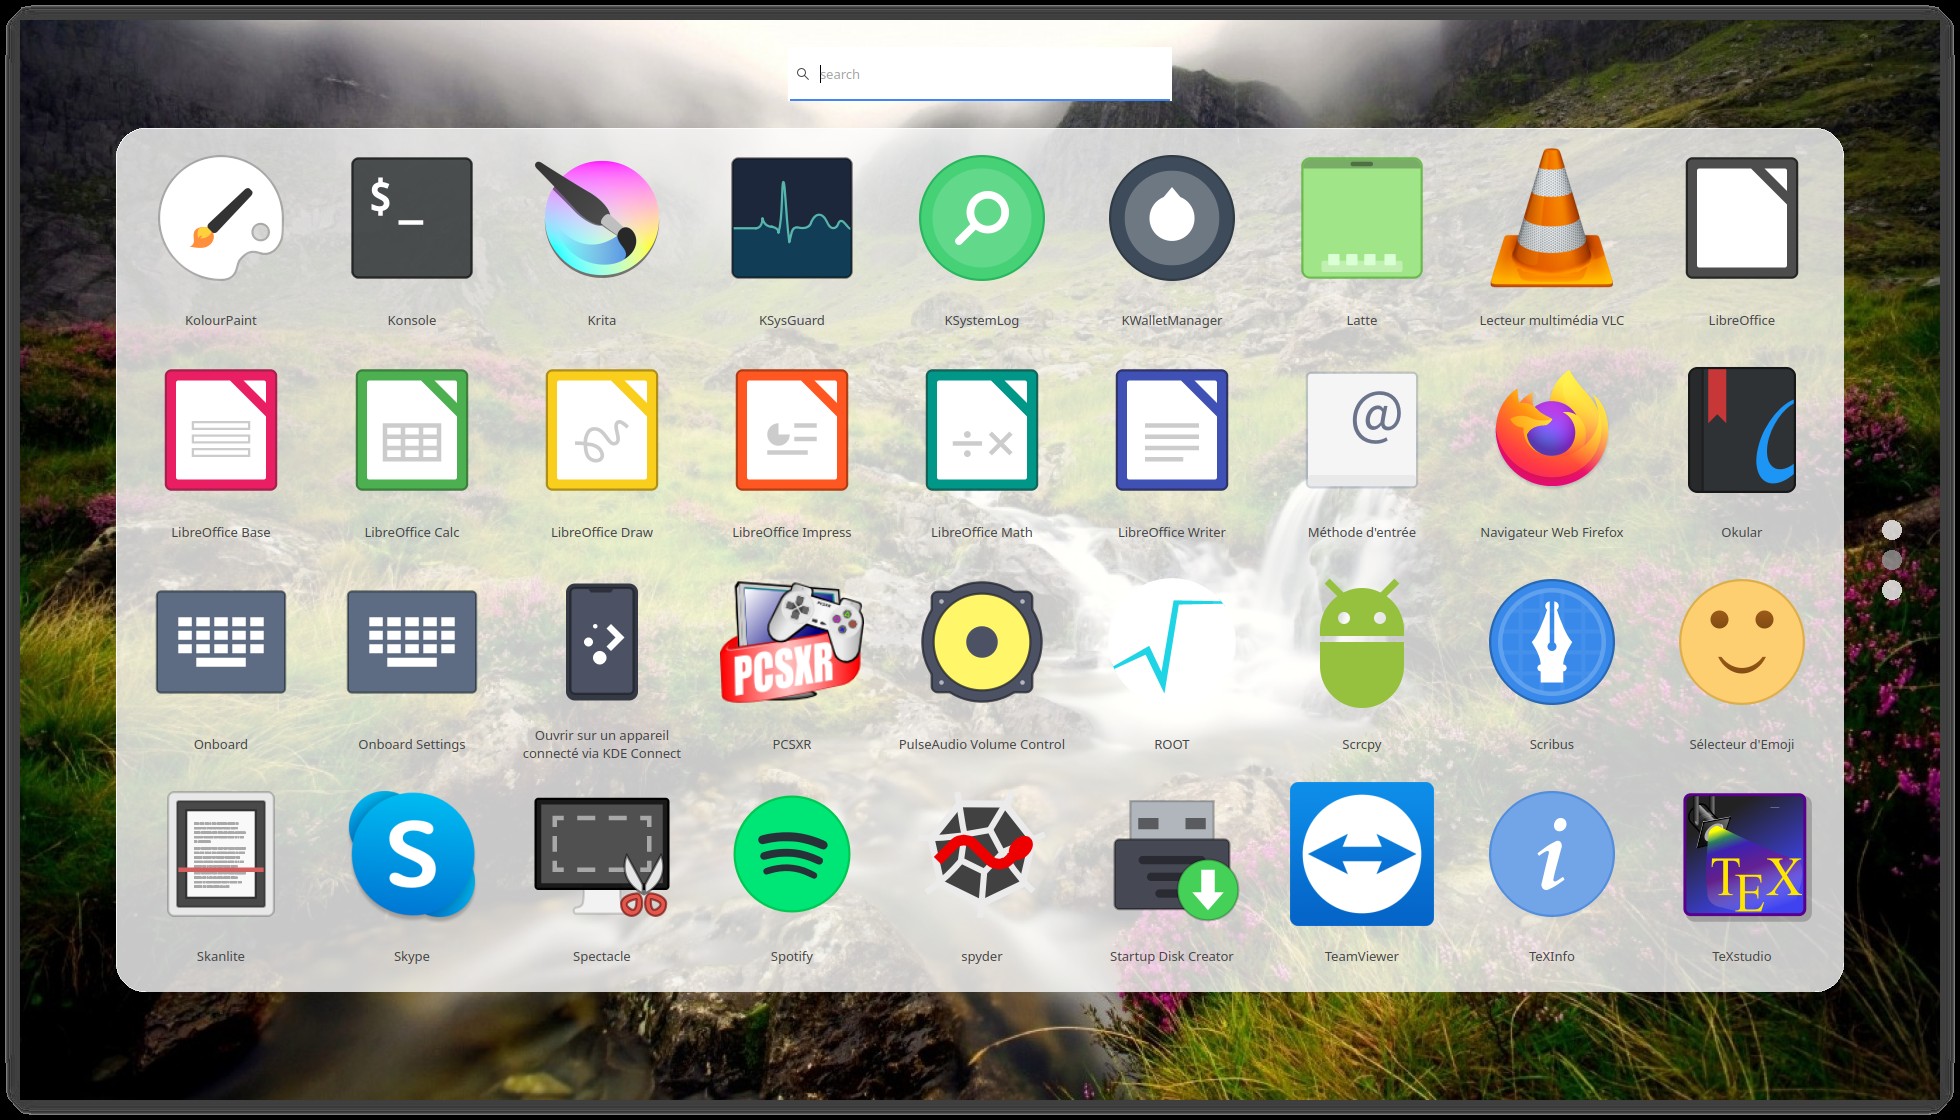 search
$_
KolourPaint
Konsole
Krita
KSysGuard
KSystemLog
KWalletManager
Latte
Lecteur multimédia VLC
LibreOffice
@
LibreOffice Base
LibreOffice Calc
LibreOffice Draw
LibreOffice Impress
LibreOffice Math
LibreOffice Writer
Méthode d'entrée
Navigateur Web Firefox
Okular
PCSXR
Onboard
Onboard Settings
Ouvrir sur un appareil
connecté via KDE Connect
PCSXR
PulseAudio Volume Control
ROOT
Scrcpy
Scribus
Sélecteur d'Emoji
S
i
TEX
Skanlite
Skype
Spectacle
Spotify
spyder
Startup Disk Creator
TeamViewer
TeXInfo
TeXstudio